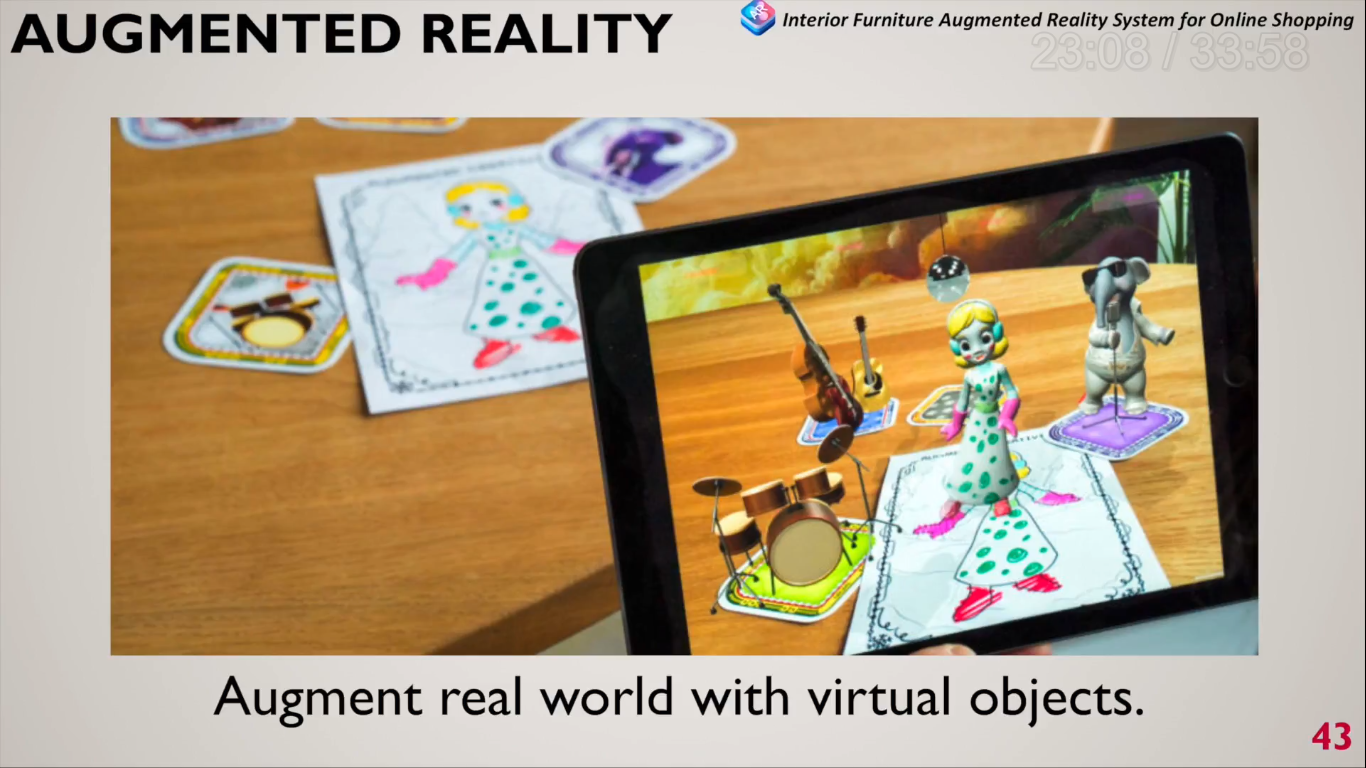 AUGMENTED REALITY
Interior Furniture Augmented Reality System for Online Shopping
23:08 / 33:58
Augment real world with virtual objects.
43